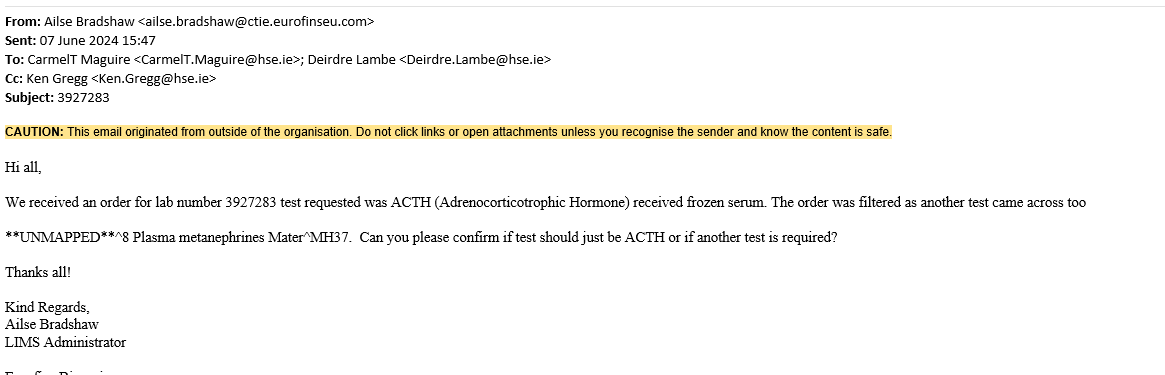 From: Ailse Bradshaw <ailse.bradshaw@ctie.eurofinseu.com>
Sent: 07 June 2024 15:47
To: CarmelT Maguire <CarmelT.Maguire@hse.ie>; Deirdre Lambe <Deirdre.Lambe@hse.ie>
Cc: Ken Gregg <Ken.Gregg@hse.ie>
Subject: 3927283
CAUTION: This email originated from outside of the organisation. Do not click links or open attachments unless you recognise the sender and know the content is safe.
Hi all,
We received an order for lab number 3927283 test requested was ACTH (Adrenocorticotrophic Hormone) received frozen serum. The order was filtered as another test came across too
**UNMAPPED**^8 Plasma metanephrines Mater^MH37.  Can you please confirm if test should just be ACTH or if another test is required?
Thanks all!
Kind Regards,
Ailse Bradshaw
LIMS Administrator